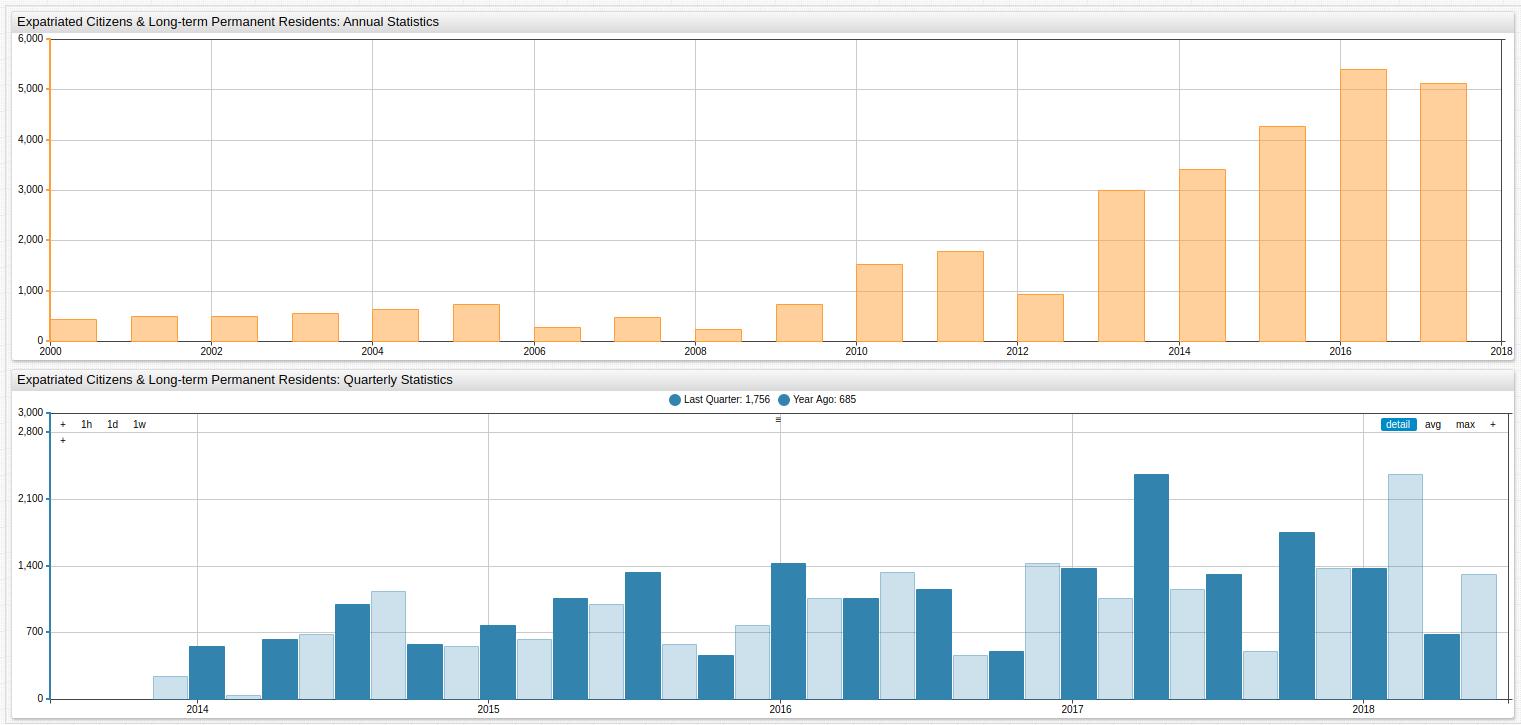 Expatriated Citizens & Long-term Permanent Residents: Annual Statistics
6,000
5,000
4,000
3,000
2,000
1,000
0
2000 2002 2004 2006 2008 2010 2012 2014 2016 2018
Expatriated Citizens & Long-term Permanent Residents: Quarterly Statistics
Last Quarter: 1,756 Year Ago: 685
3,000
+ 1h 1d 1w detail avg max +
2,800
+
2,100
1,400
700
0
2014 2015 2016 2017 2018